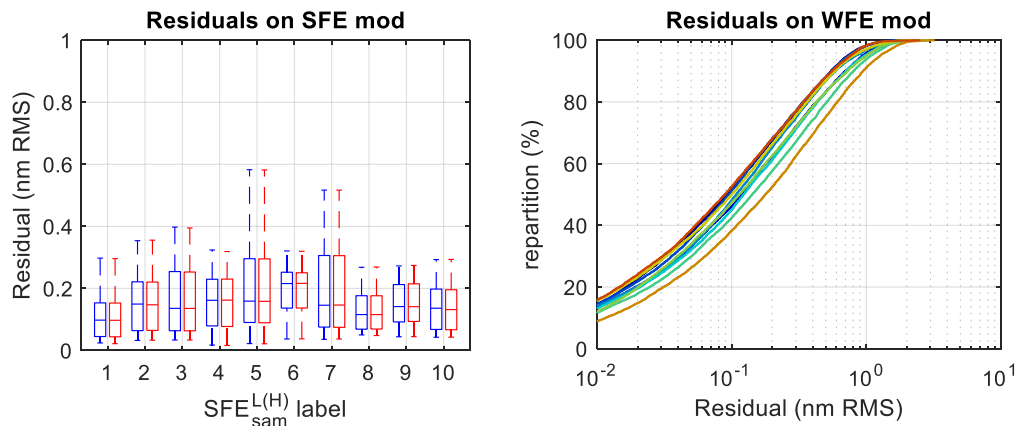 Residuals on SFE mod
Residual (nm RMS)
1
0.8
0.6
0.4
0.2
0
1 2 3 4 5 6 7 8 9 10
SFE_sam^L(H) label
Residuals on WFE mod
repartition (%)
100
80
60
40
20
0
10^-2 10^-1 10^0 10^1
Residual (nm RMS)